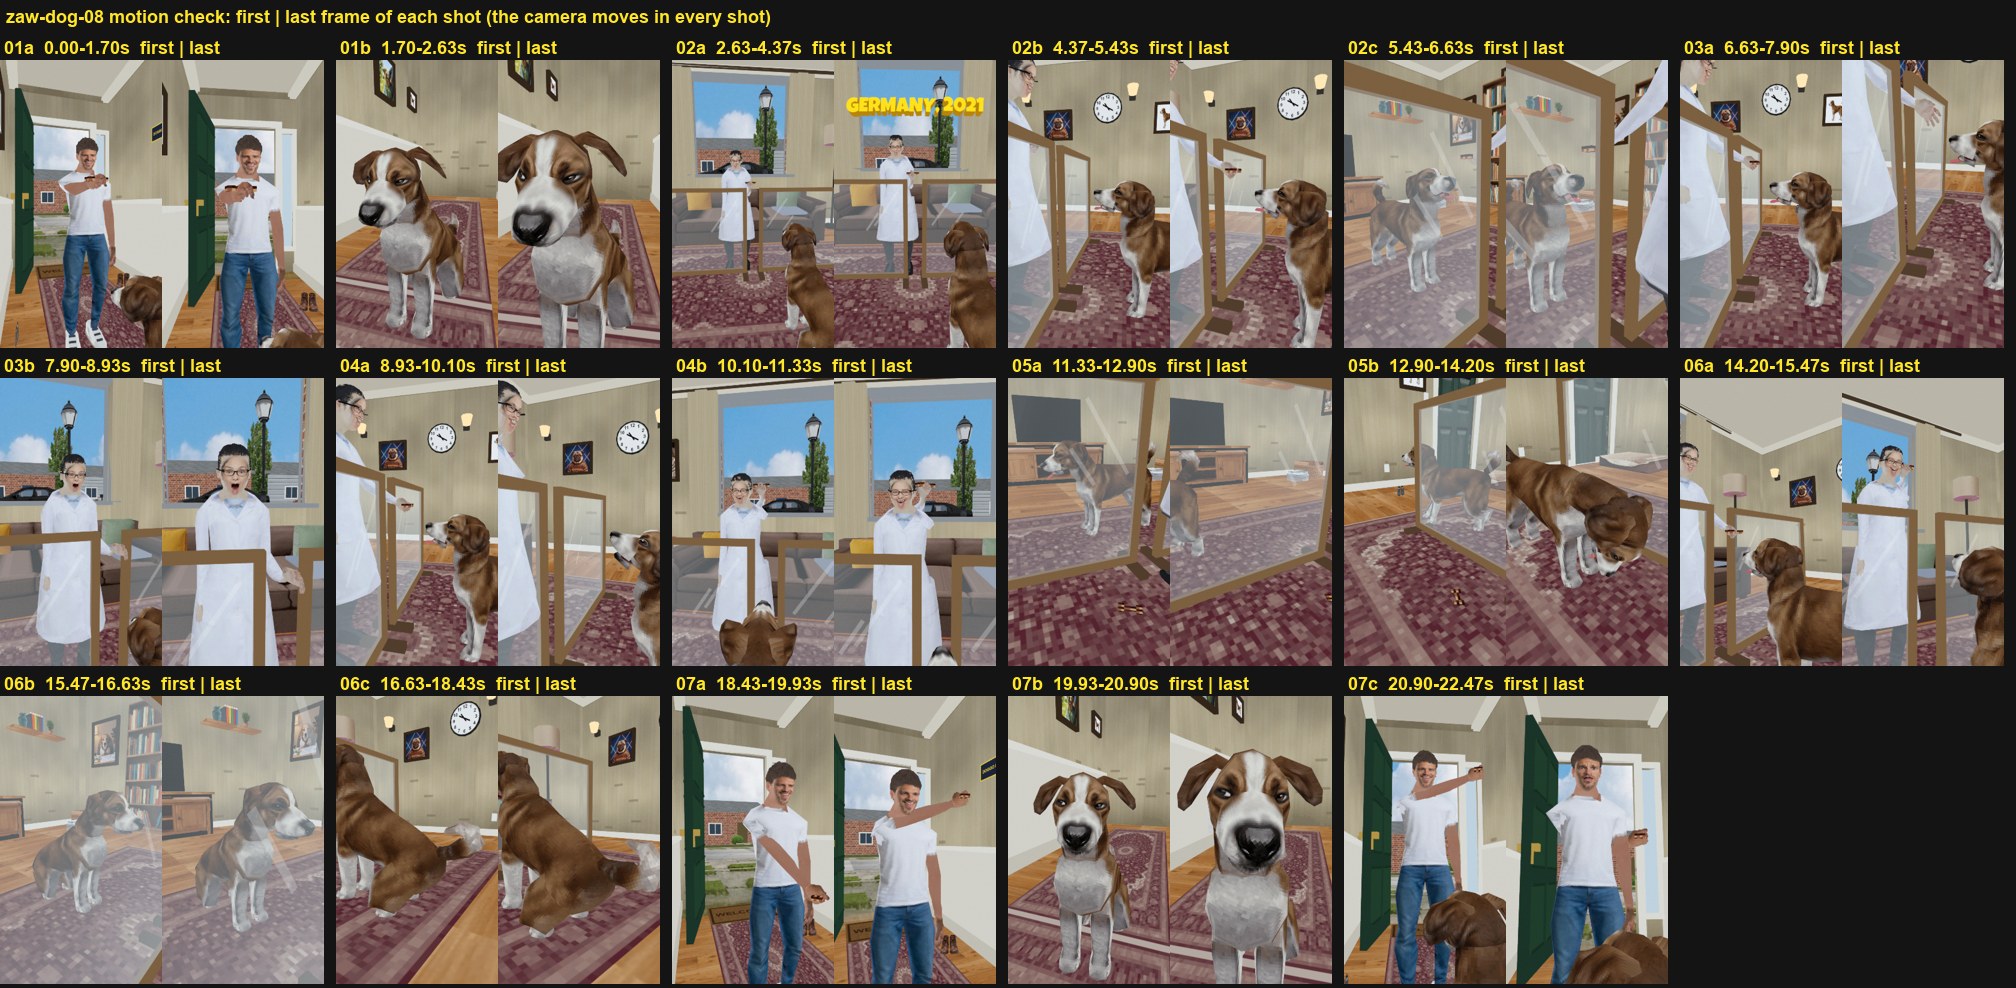 zaw-dog-08 motion check: first | last frame of each shot (the camera moves in every shot)
01a 0.00-1.70s first | last
01b 1.70-2.63s first | last
02a 2.63-4.37s first | last
02b 4.37-5.43s first | last
02c 5.43-6.63s first | last
03a 6.63-7.90s first | last
GERMANY, 2021
03b 7.90-8.93s first | last
04a 8.93-10.10s first | last
04b 10.10-11.33s first | last
05a 11.33-12.90s first | last
05b 12.90-14.20s first | last
06a 14.20-15.47s first | last
06b 15.47-16.63s first | last
06c 16.63-18.43s first | last
07a 18.43-19.93s first | last
07b 19.93-20.90s first | last
07c 20.90-22.47s first | last